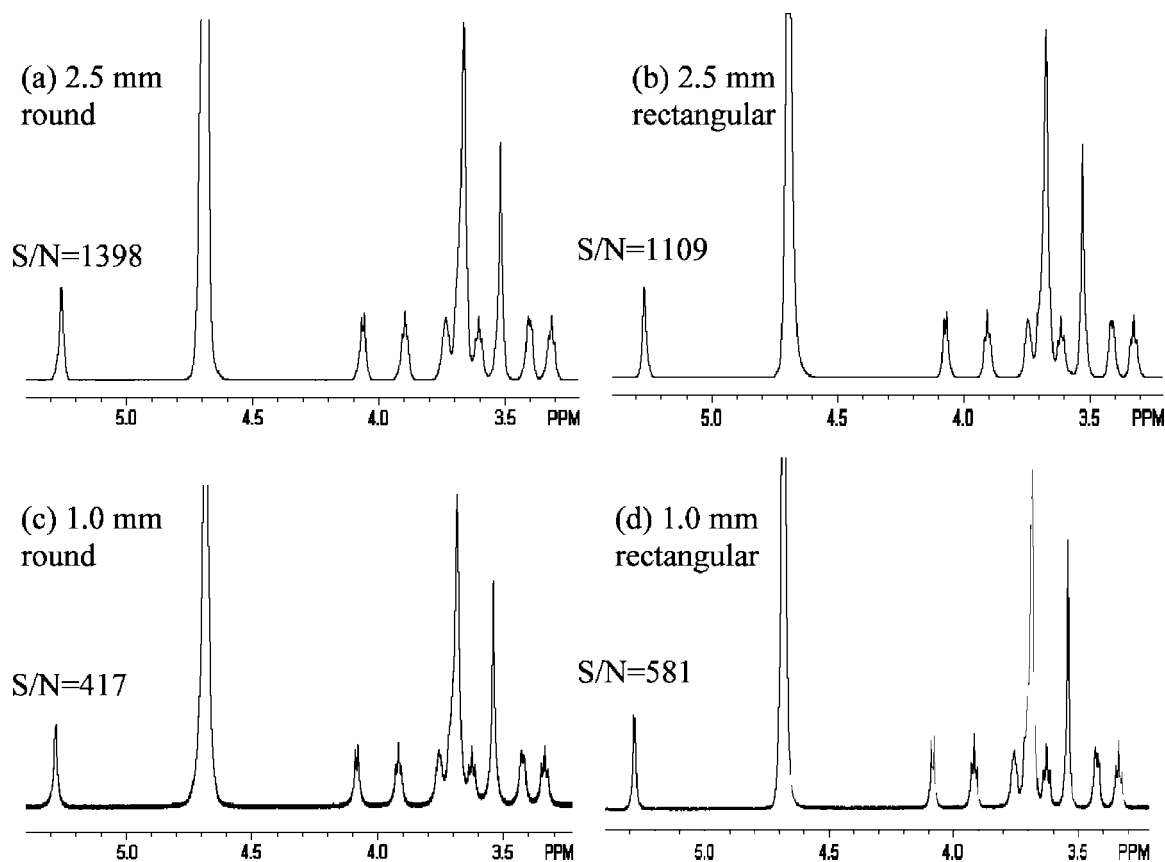 (a) 2.5 mm
round
S/N=1398
5.0 4.5 4.0 3.5 PPM
(b) 2.5 mm
rectangular
S/N=1109
5.0 4.5 4.0 3.5 PPM
(c) 1.0 mm
round
S/N=417
5.0 4.5 4.0 3.5 PPM
(d) 1.0 mm
rectangular
S/N=581
5.0 4.5 4.0 3.5 PPM